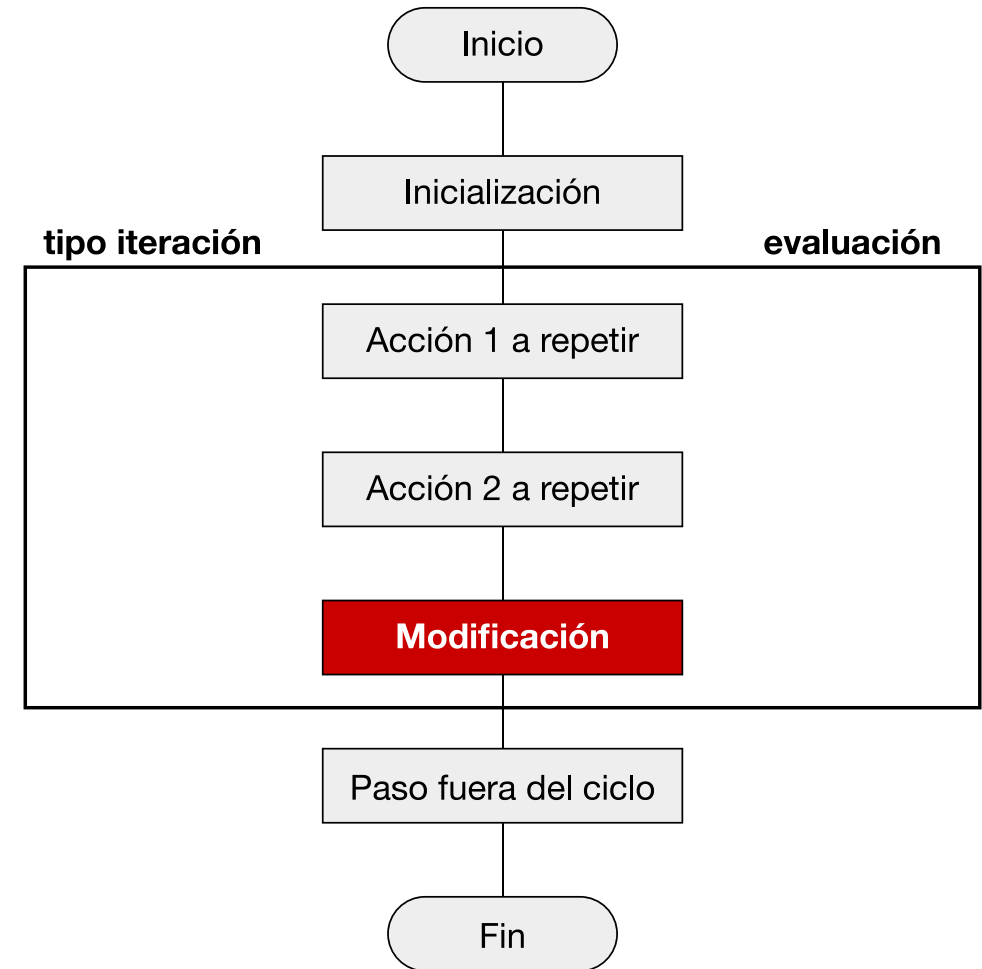 Inicio
Inicialización
tipo iteración
evaluación
Acción 1 a repetir
Acción 2 a repetir
Modificación
Paso fuera del ciclo
Fin